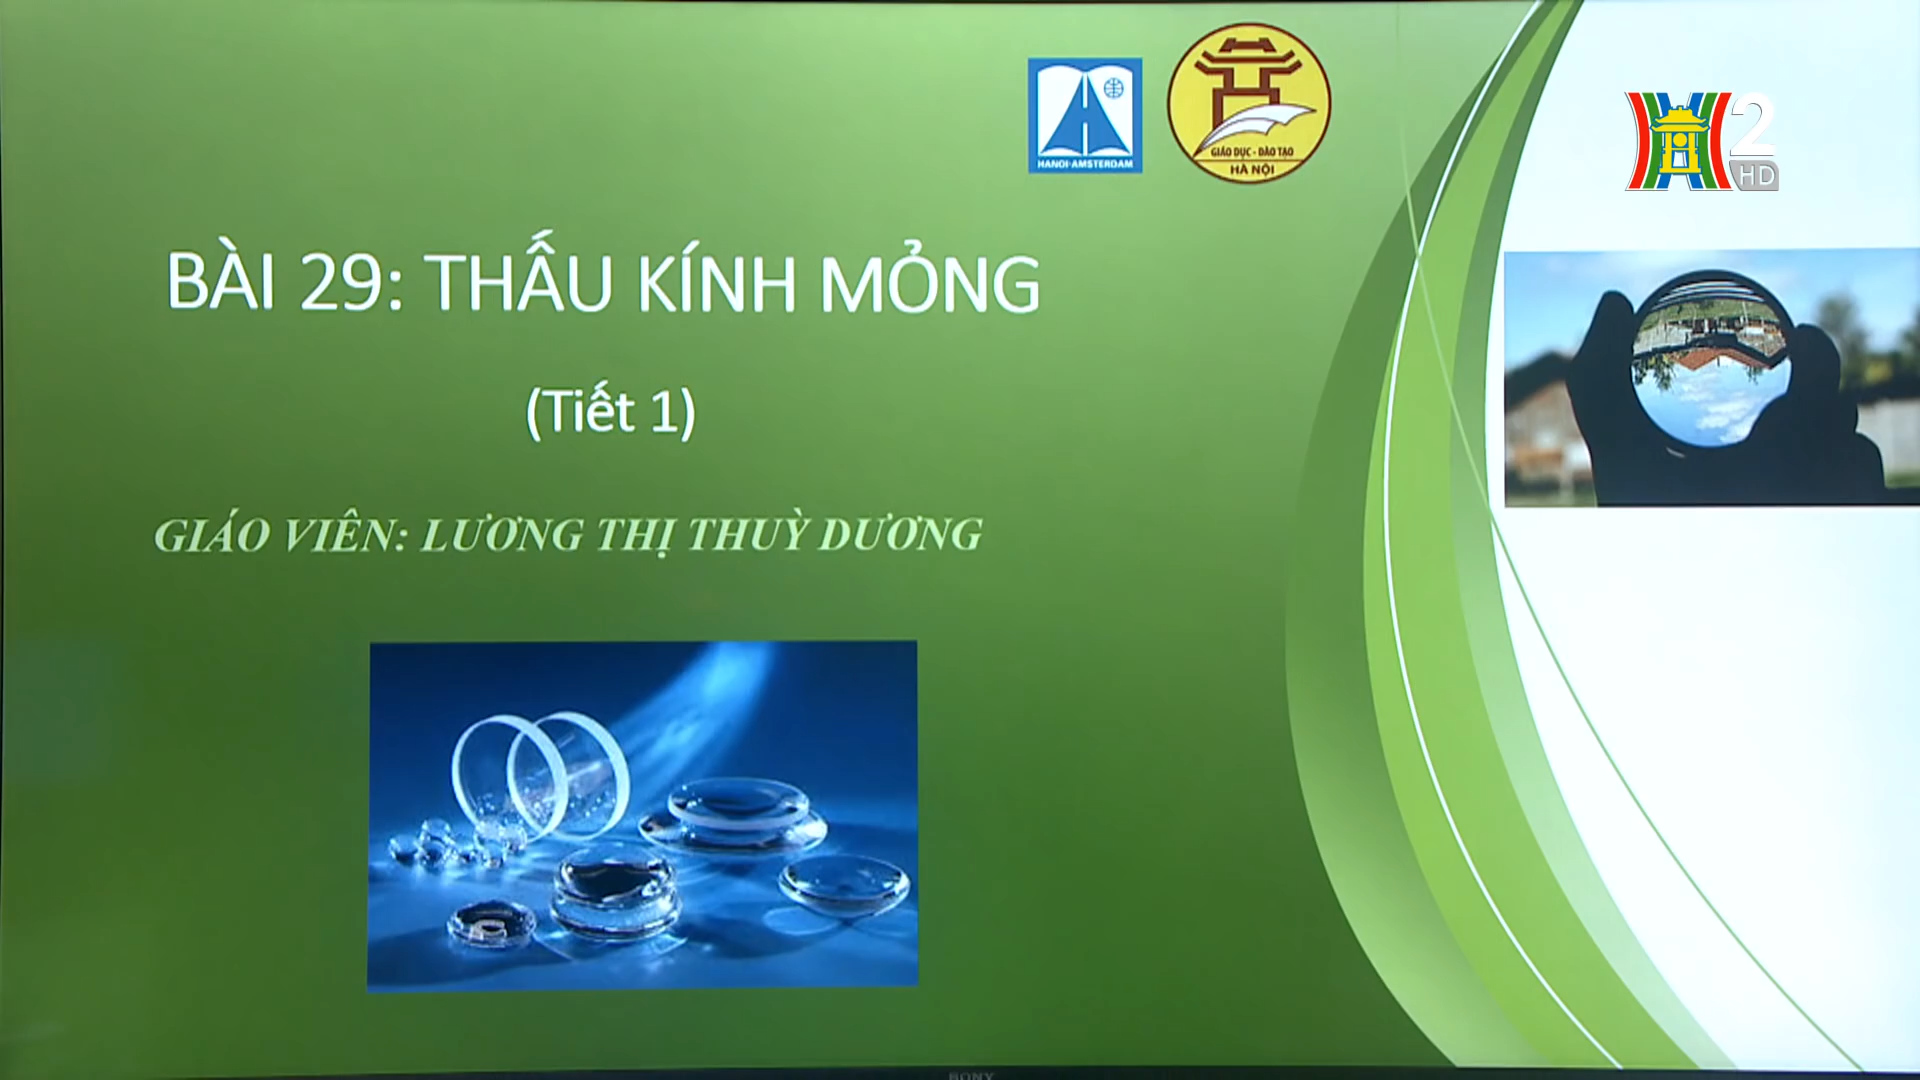 HANOI-AMSTERDAM
GIÁO DỤC - ĐÀO TẠO
HÀ NỘI
2
HD
BÀI 29: THẤU KÍNH MỎNG
(Tiết 1)
GIÁO VIÊN: LƯƠNG THỊ THUỲ DƯƠNG
SONY